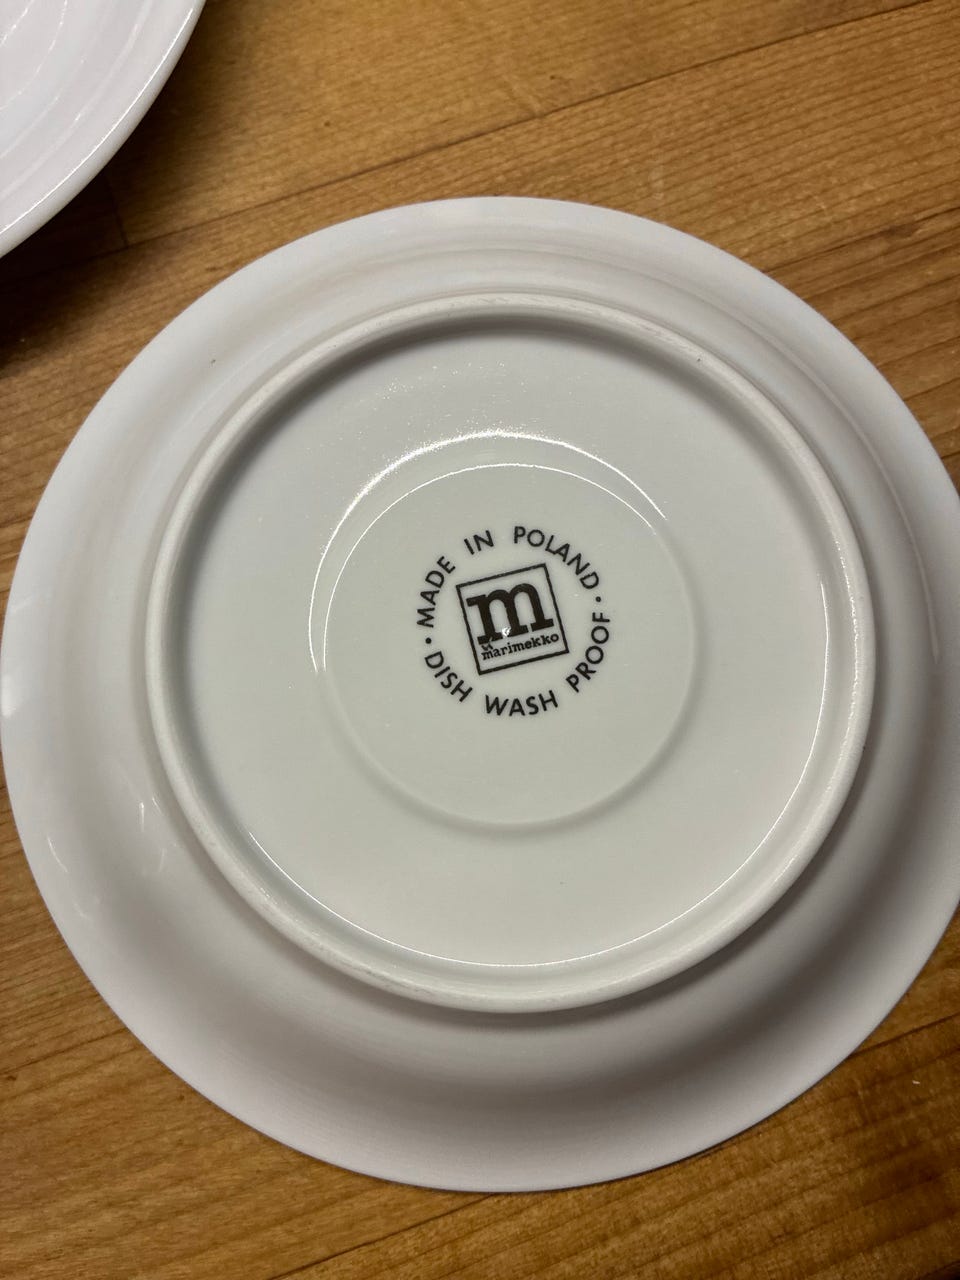 MADE IN POLAND
m
marimekko
DISH WASH PROOF